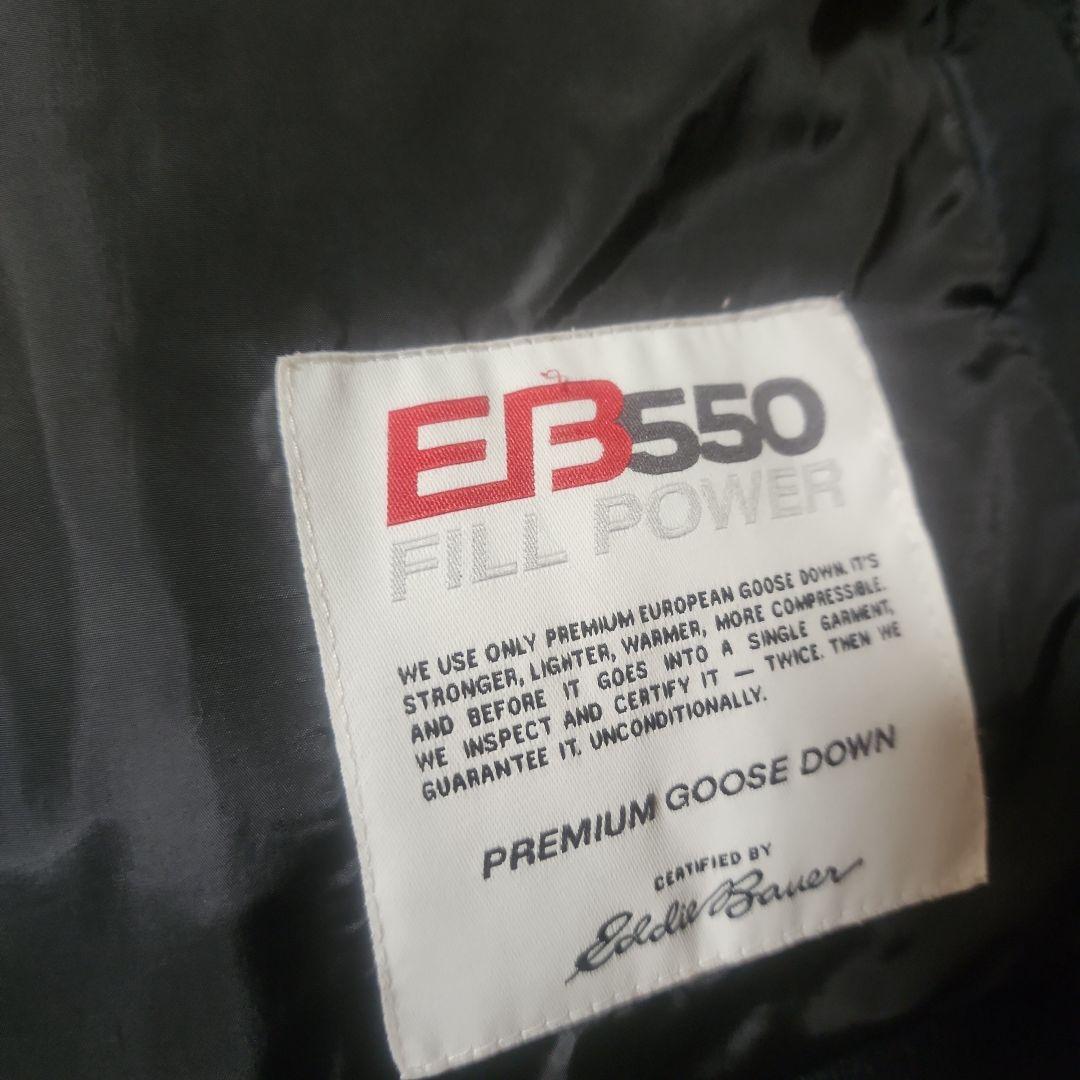 EB550
FILL POWER
WE USE ONLY PREMIUM EUROPEAN GOOSE DOWN. IT'S
STRONGER, LIGHTER, WARMER, MORE COMPRESSIBLE.
AND BEFORE IT GOES INTO A SINGLE GARMENT,
WE INSPECT AND CERTIFY IT — TWICE. THEN WE
GUARANTEE IT. UNCONDITIONALLY.
PREMIUM GOOSE DOWN
CERTIFIED BY
Eddie Bauer